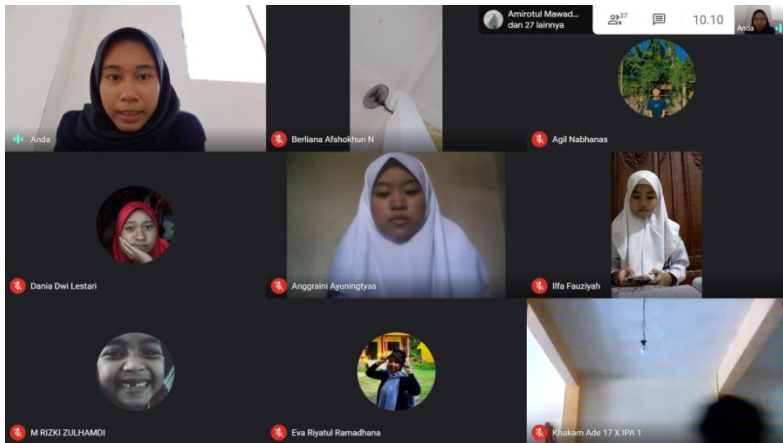 Amirotul Mawad...
dan 27 lainnya
37
10.10
Anda
Berliana Afshokhun N
Agil Nabhanas
Dania Dwi Lestari
Anggraini Ayuningtyas
Ilfa Fauziyah
M RIZKI ZULHAMDI
Eva Riyatul Ramadhana
Khakam Ade 17 X IPA 1
Anda